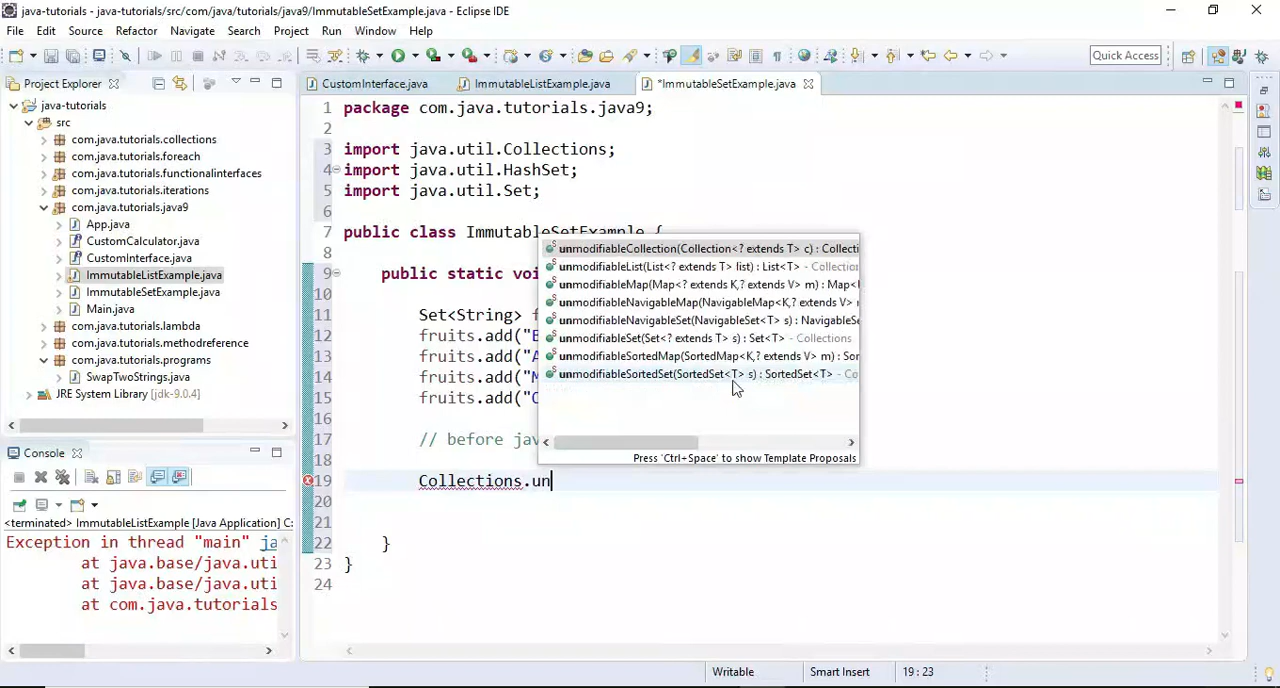 java-tutorials - java-tutorials/src/com/java/tutorials/java9/ImmutableSetExample.java - Eclipse IDE
File Edit Source Refactor Navigate Search Project Run Window Help
Quick Access
Project Explorer
CustomInterface.java
ImmutableListExample.java
*ImmutableSetExample.java
java-tutorials
src
com.java.tutorials.collections
com.java.tutorials.foreach
com.java.tutorials.functionalinterfaces
com.java.tutorials.iterations
com.java.tutorials.java9
App.java
CustomCalculator.java
CustomInterface.java
ImmutableListExample.java
ImmutableSetExample.java
Main.java
com.java.tutorials.lambda
com.java.tutorials.methodreference
com.java.tutorials.programs
SwapTwoStrings.java
JRE System Library [jdk-9.0.4]
1 package com.java.tutorials.java9;
2
3 import java.util.Collections;
4 import java.util.HashSet;
5 import java.util.Set;
6
7 public class ImmutableSetExample {
8
9 public static voi
10
11 Set<String> f
12 fruits.add("B
13 fruits.add("A
14 fruits.add("M
15 fruits.add("
16
17 // before jav
18
19 Collections.un
20
21
22 }
23 }
24
unmodifiableCollection(Collection<? extends T> c) : Collecti
unmodifiableList(List<? extends T> list) : List<T> - Collection
unmodifiableMap(Map<? extends K,? extends V> m) : Map<
unmodifiableNavigableMap(NavigableMap<K,? extends V>
unmodifiableNavigableSet(NavigableSet<T> s) : NavigableSe
unmodifiableSet(Set<? extends T> s) : Set<T> - Collections
unmodifiableSortedMap(SortedMap<K,? extends V> m) : Sor
unmodifiableSortedSet(SortedSet<T> s) : SortedSet<T> - Co
Press 'Ctrl+Space' to show Template Proposals
Console
<terminated> ImmutableListExample [Java Application] C:
Exception in thread "main" ja
at java.base/java.uti
at java.base/java.uti
at com.java.tutorials
Writable Smart Insert 19 : 23